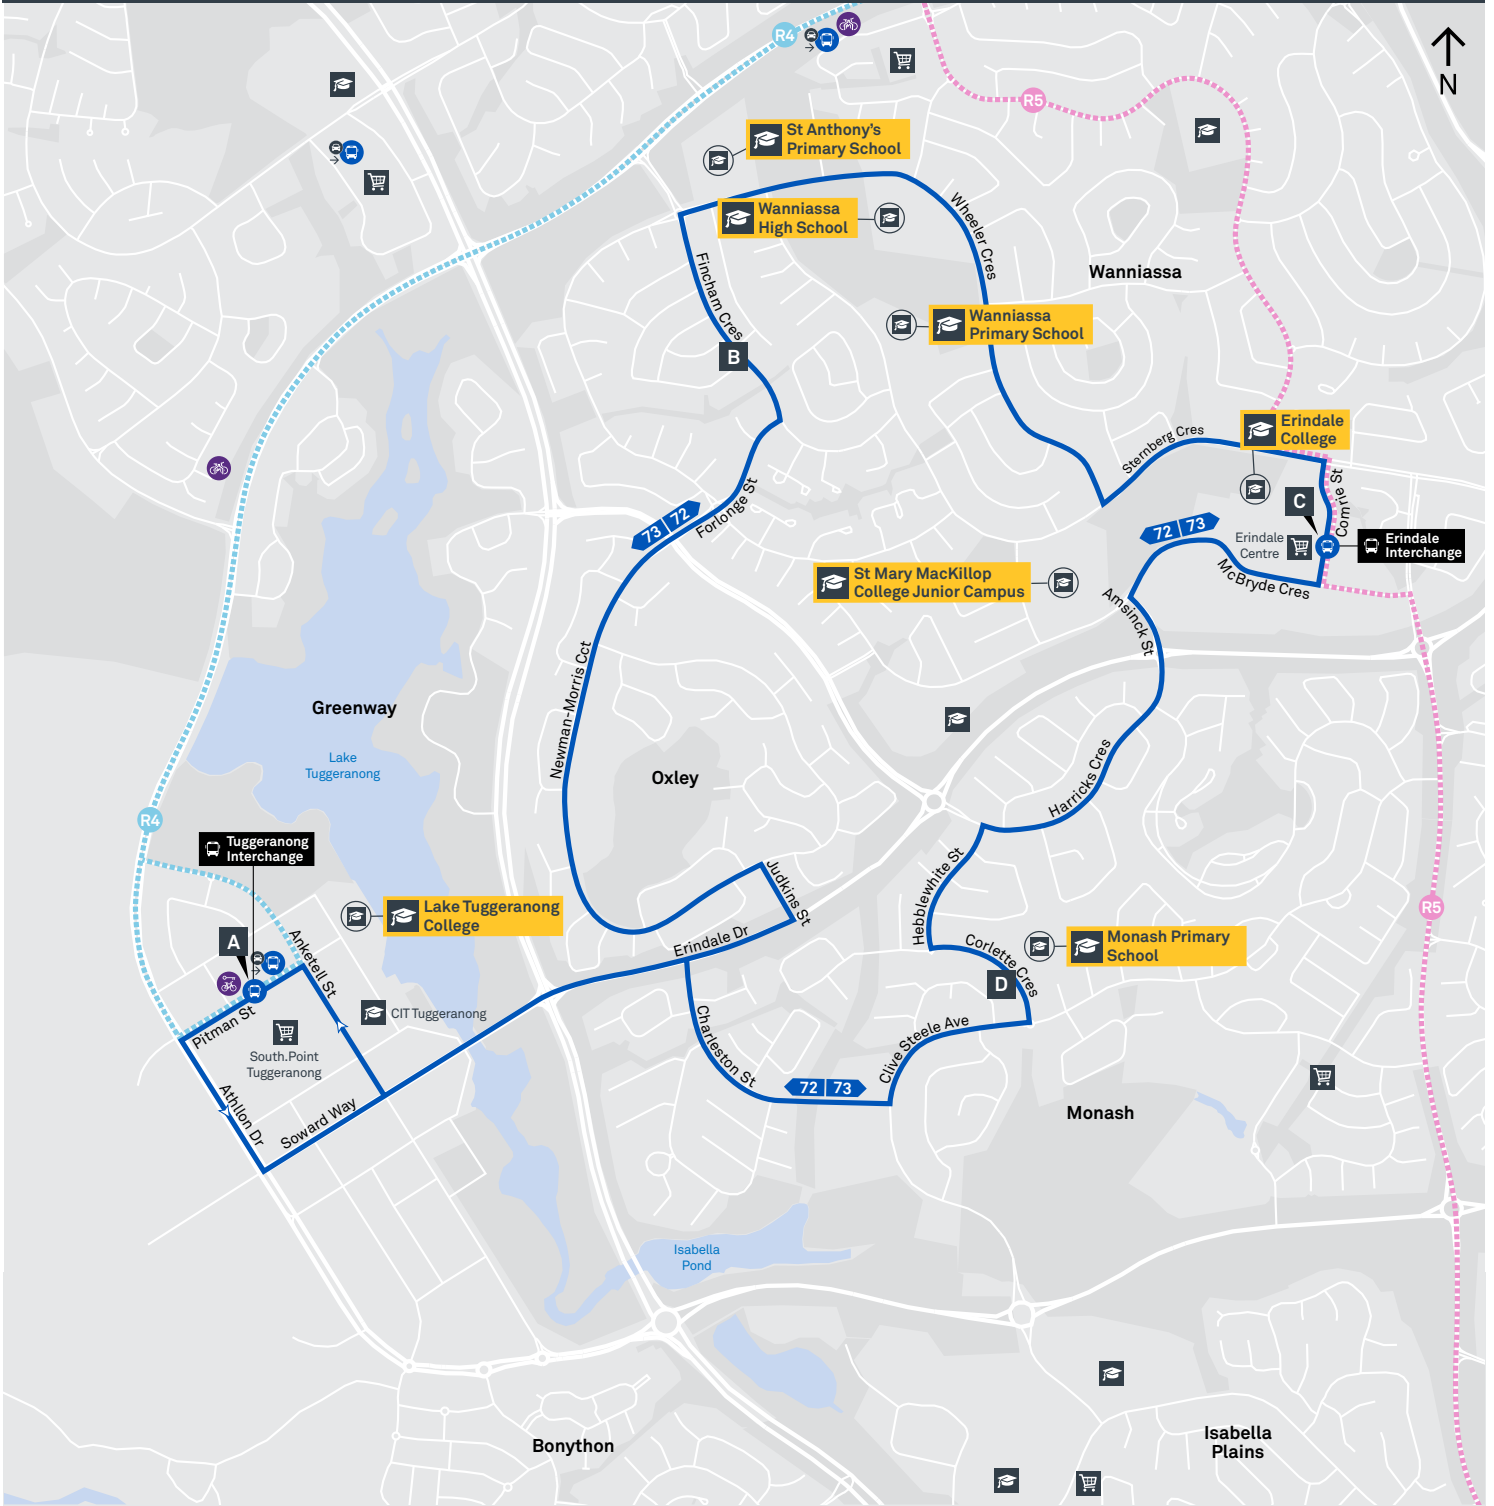 R4
N
R5
St Anthony's
Primary School
Wanniassa
High School
Wheeler Cres
Wanniassa
Fincham Cres
Wanniassa
Primary School
B
Sternberg Cres
Erindale
College
Comrie St
C
73 72
Forlonge St
72 73
Erindale
Centre
Erindale
Interchange
McBryde Cres
St Mary MacKillop
College Junior Campus
Amsinck St
Newman-Morris Cct
Greenway
Lake
Tuggeranong
Oxley
Harricks Cres
R4
Tuggeranong
Interchange
Judkins St
Hebblewhite St
Lake Tuggeranong
College
R5
A
Anketell St
Erindale Dr
Corlette Cres
Monash Primary
School
D
Pitman St
CIT Tuggeranong
South.Point
Tuggeranong
Charleston St
Clive Steele Ave
72 73
Athllon Dr
Soward Way
Monash
Isabella
Pond
Bonython
Isabella
Plains